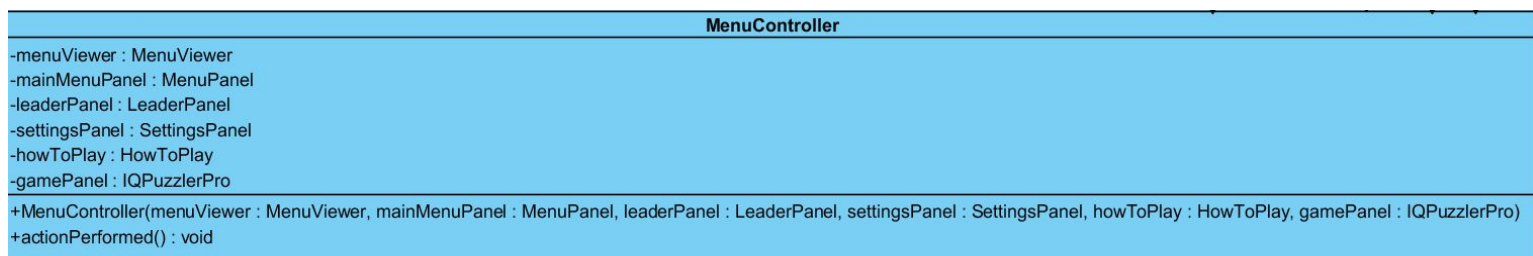 MenuController
-menuViewer : MenuViewer
-mainMenuPanel : MenuPanel
-leaderPanel : LeaderPanel
-settingsPanel : SettingsPanel
-howToPlay : HowToPlay
-gamePanel : IQPuzzlerPro
+MenuController(menuViewer : MenuViewer, mainMenuPanel : MenuPanel, leaderPanel : LeaderPanel, settingsPanel : SettingsPanel, howToPlay : HowToPlay, gamePanel : IQPuzzlerPro)
+actionPerformed() : void